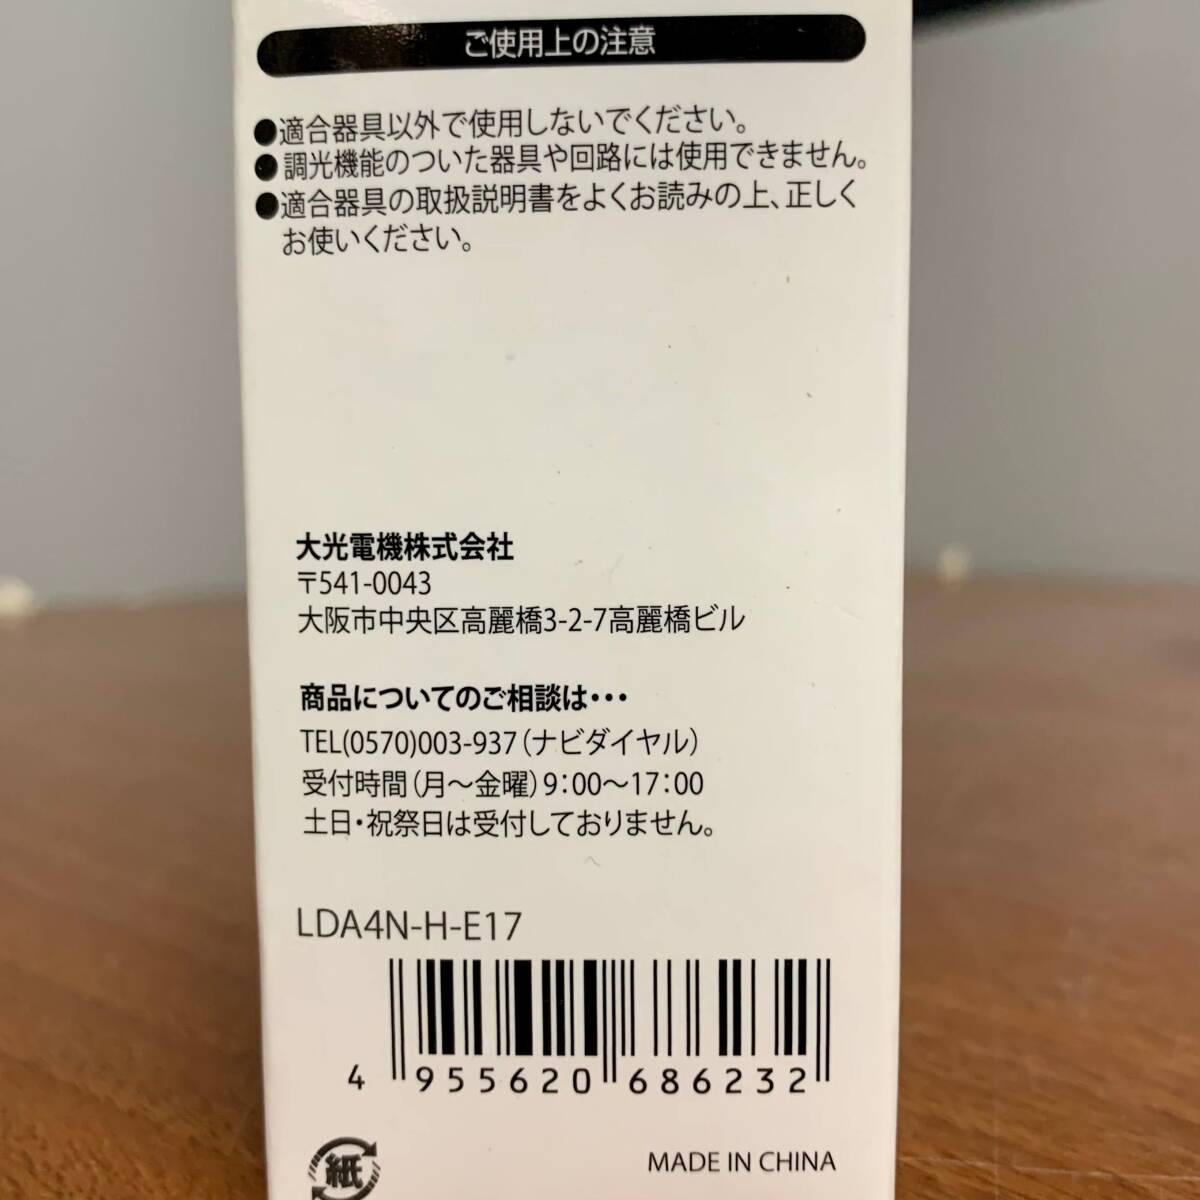 ご使用上の注意
●適合器具以外で使用しないでください。
●調光機能のついた器具や回路には使用できません。
●適合器具の取扱説明書をよくお読みの上、正しく
お使いください。
大光電機株式会社
〒541-0043
大阪市中央区高麗橋3-2-7高麗橋ビル
商品についてのご相談は・・・
TEL(0570)003-937（ナビダイヤル）
受付時間（月～金曜）9：00～17：00
土日・祝祭日は受付しておりません。
LDA4N-H-E17
4 955620 686232
紙
MADE IN CHINA